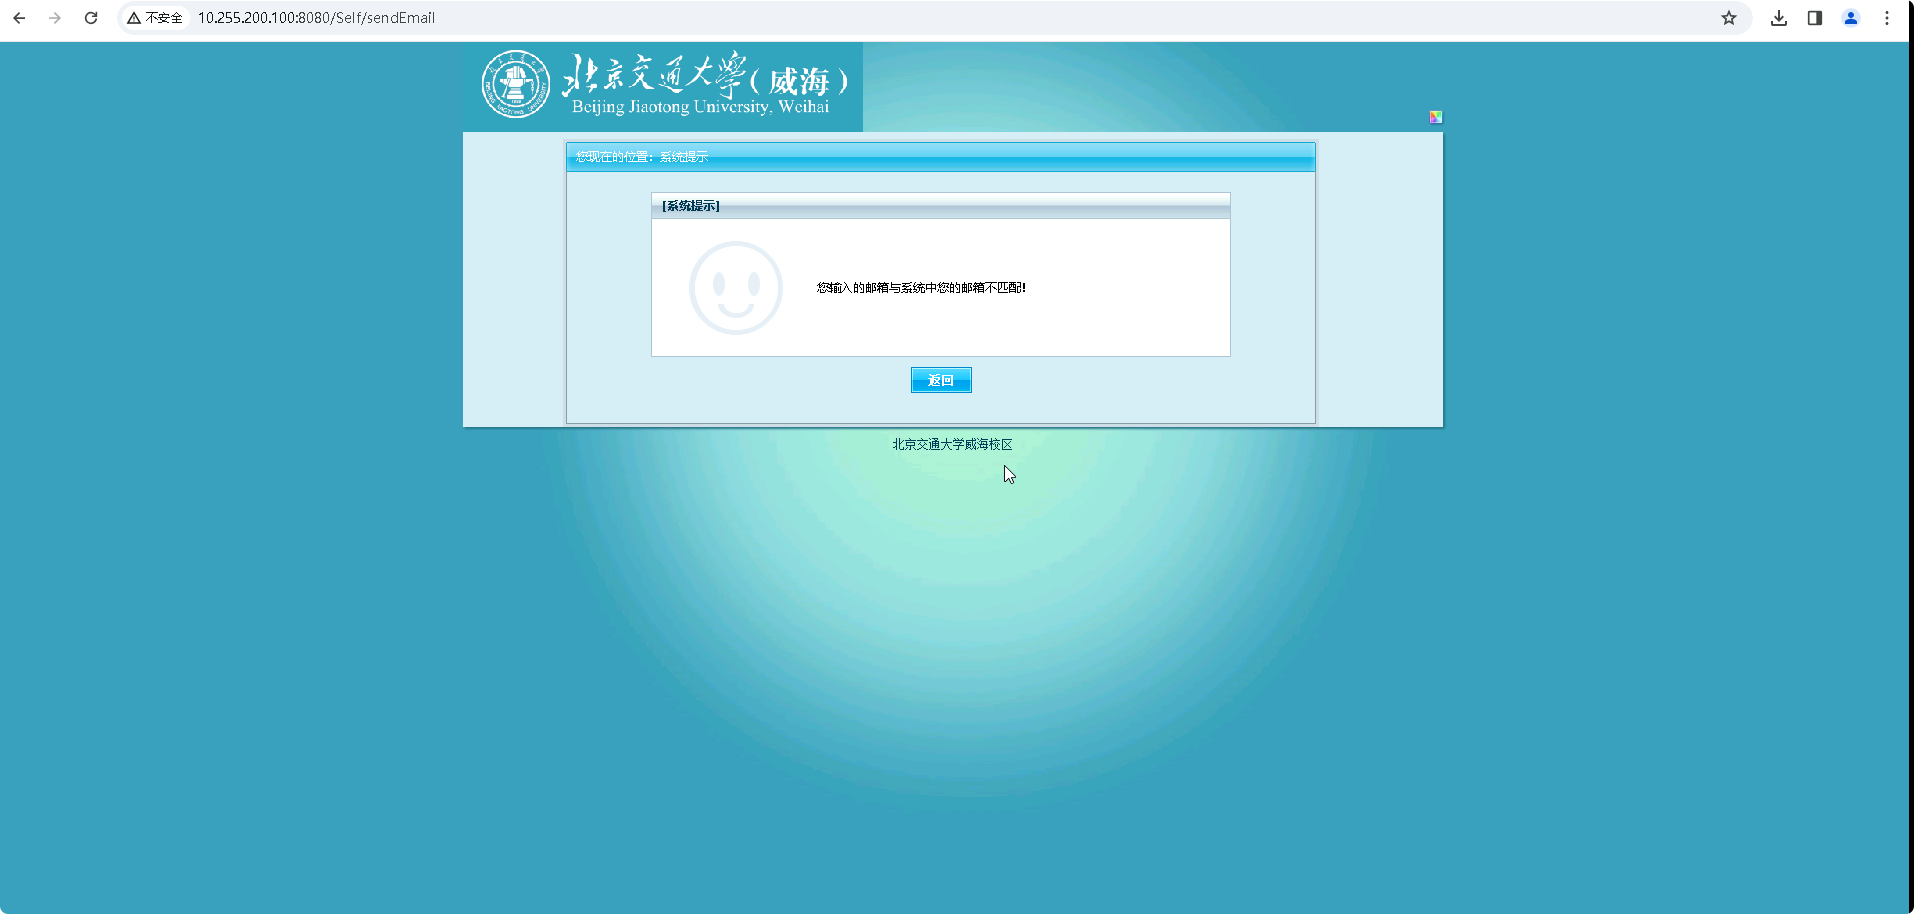 不安全 10.255.200.100:8080/Self/sendEmail
北京交通大學(威海)
Beijing Jiaotong University, Weihai
您现在的位置：系统提示
[系统提示]
您输入的邮箱与系统中您的邮箱不匹配!
返回
北京交通大学威海校区